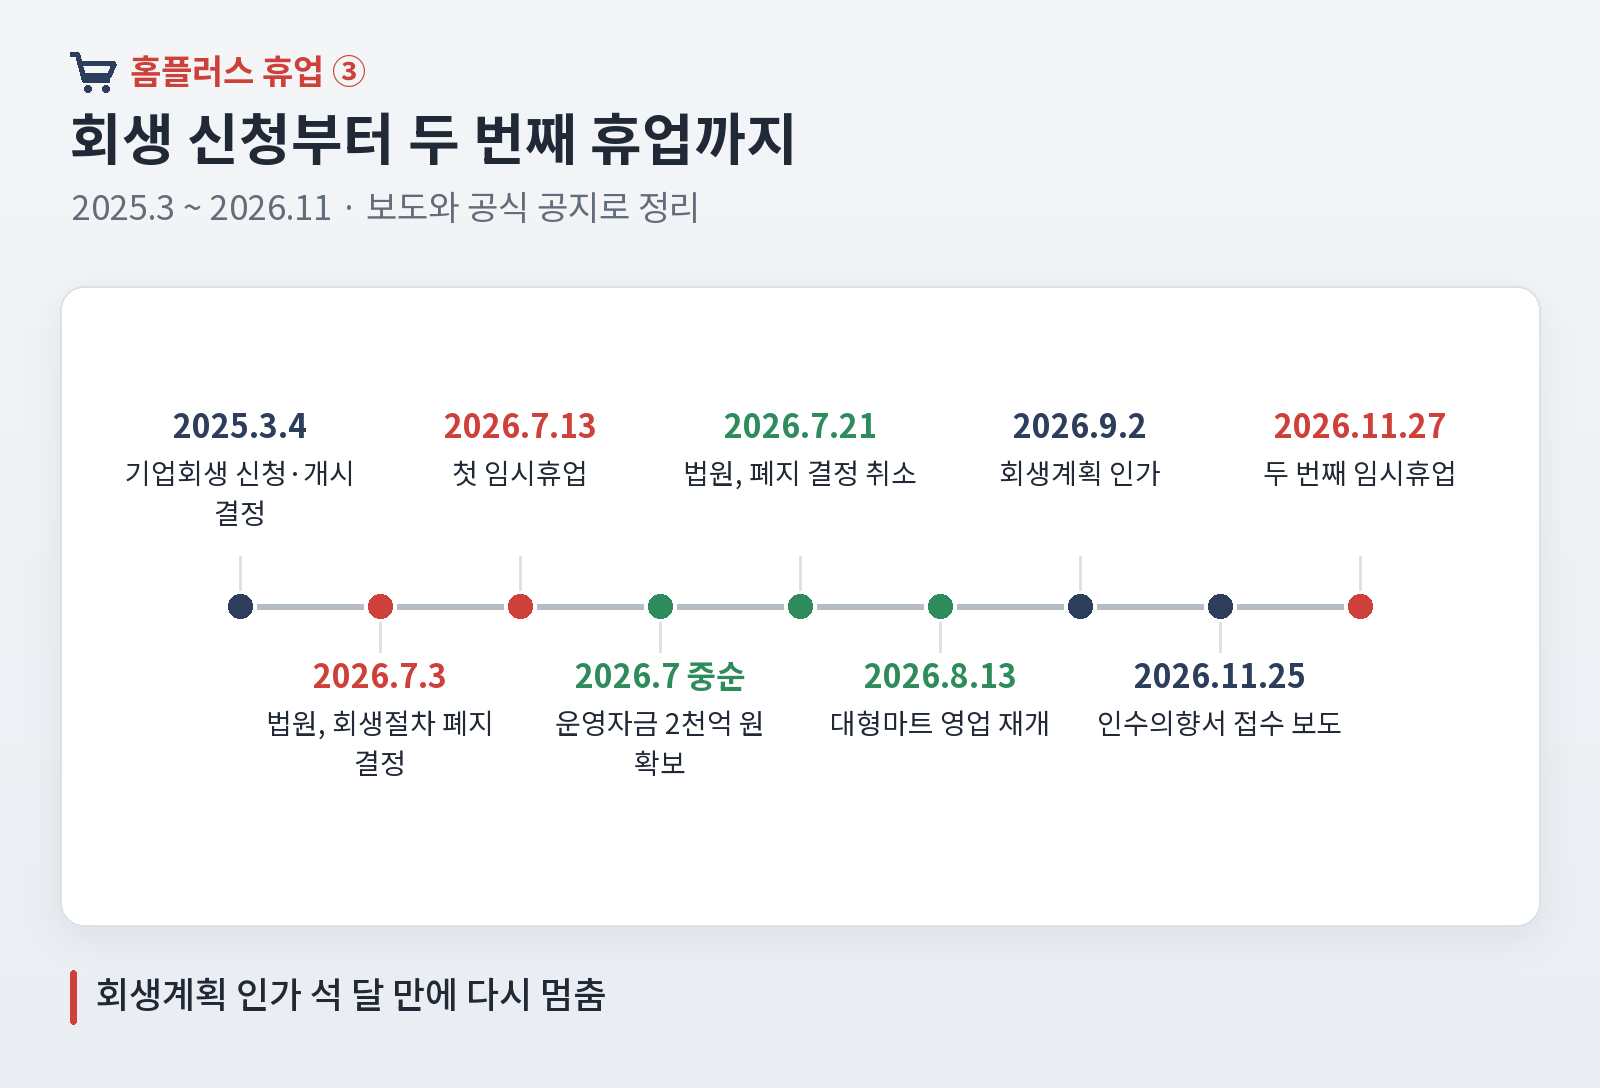 홈플러스 휴업 ③
회생 신청부터 두 번째 휴업까지
2025.3 ~ 2026.11 · 보도와 공식 공지로 정리
2025.3.4
기업회생 신청·개시
결정
2026.7.3
법원, 회생절차 폐지
결정
2026.7.13
첫 임시휴업
2026.7 중순
운영자금 2천억 원
확보
2026.7.21
법원, 폐지 결정 취소
2026.8.13
대형마트 영업 재개
2026.9.2
회생계획 인가
2026.11.25
인수의향서 접수 보도
2026.11.27
두 번째 임시휴업
회생계획 인가 석 달 만에 다시 멈춤